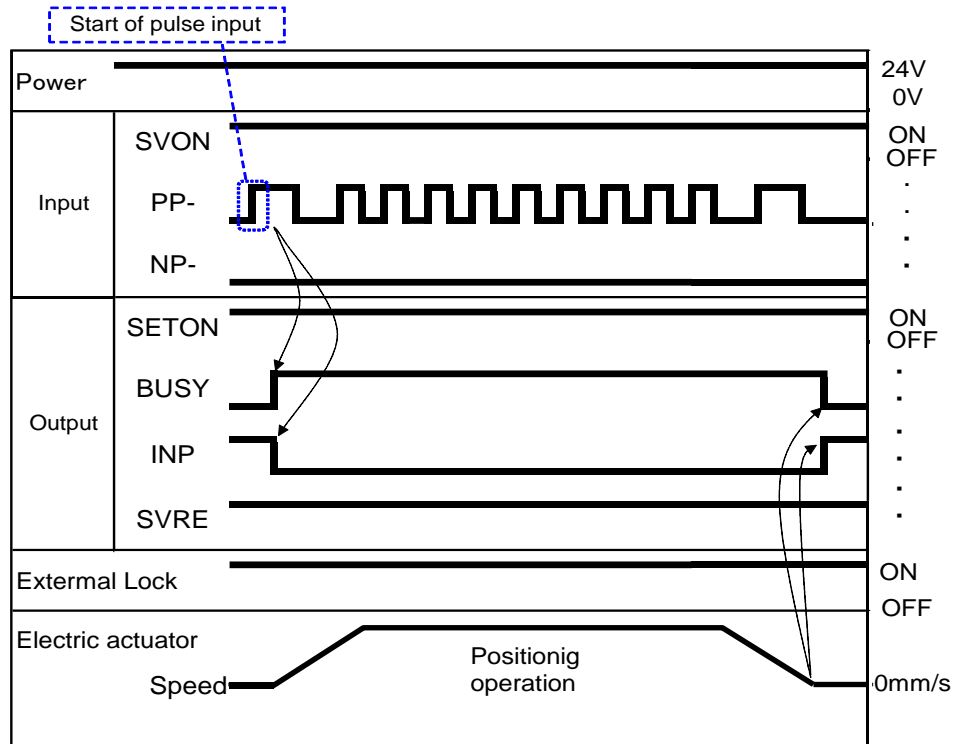 Start of pulse input
Power
24V
0V
Input
SVON
ON
OFF
PP-
NP-
Output
SETON
ON
OFF
BUSY
INP
SVRE
Extermal Lock
ON
OFF
Electric actuator
Speed
Positionig
operation
0mm/s